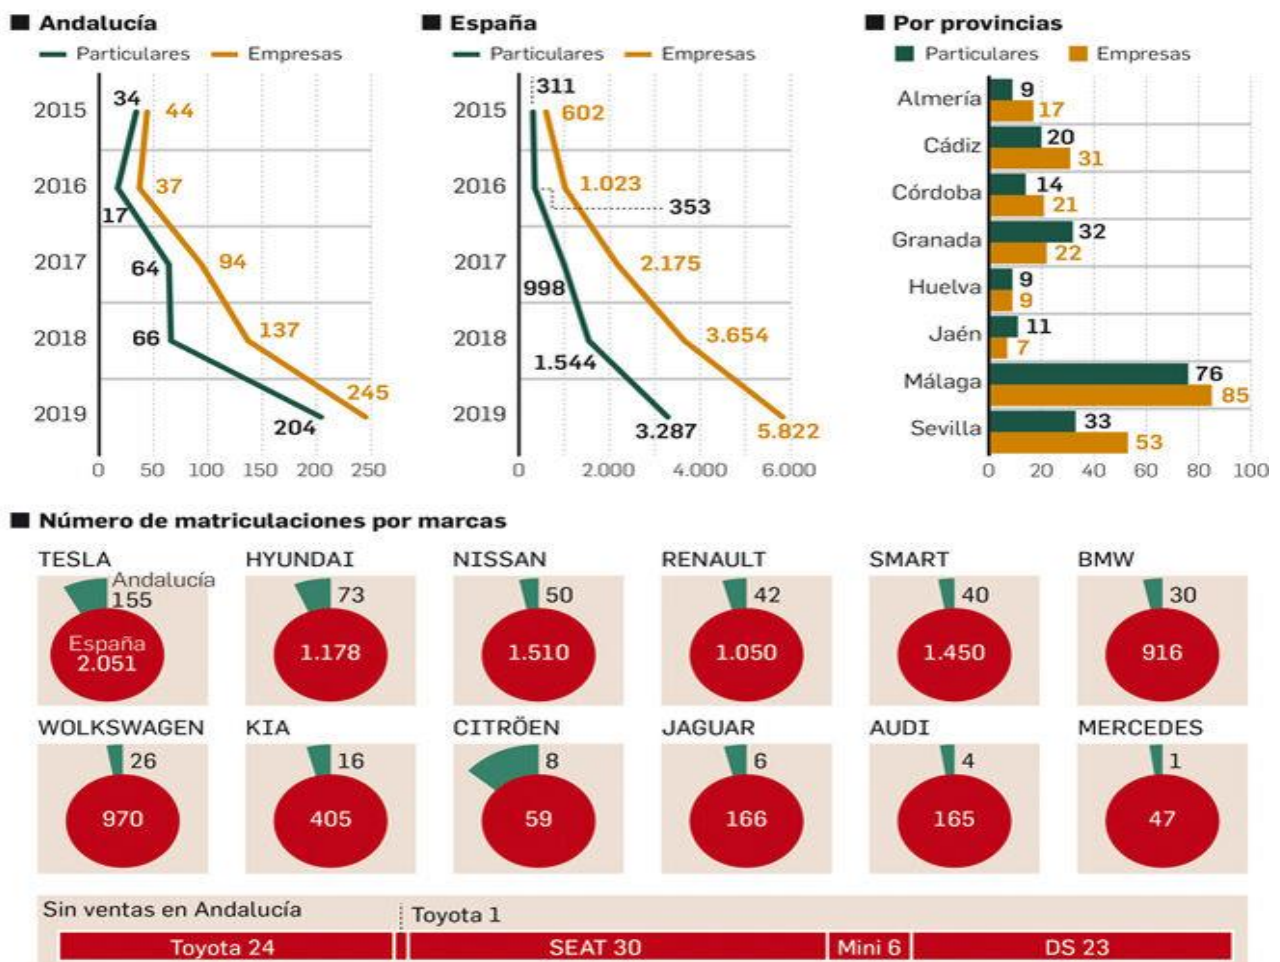 Andalucía
Particulares Empresas
2015 34 44
2016 37
17
2017 64 94
2018 66 137
245
2019 204
0 50 100 150 200 250
España
Particulares Empresas
311
2015 602
2016 1.023
353
2017 2.175
998
2018 3.654
1.544
2019 3.287 5.822
0 2.000 4.000 6.000
Por provincias
Particulares Empresas
Almería 9
17
Cádiz 20
31
Córdoba 14
21
Granada 32
22
Huelva 9
9
Jaén 11
7
Málaga 76
85
Sevilla 33
53
0 20 40 60 80 100
Número de matriculaciones por marcas
TESLA HYUNDAI NISSAN RENAULT SMART BMW
Andalucía
155 73 50 42 40 30
España
2.051 1.178 1.510 1.050 1.450 916
WOLKSWAGEN KIA CITRÖEN JAGUAR AUDI MERCEDES
26 16 8 6 4 1
970 405 59 166 165 47
Sin ventas en Andalucía
Toyota 1
Toyota 24 SEAT 30 Mini 6 DS 23